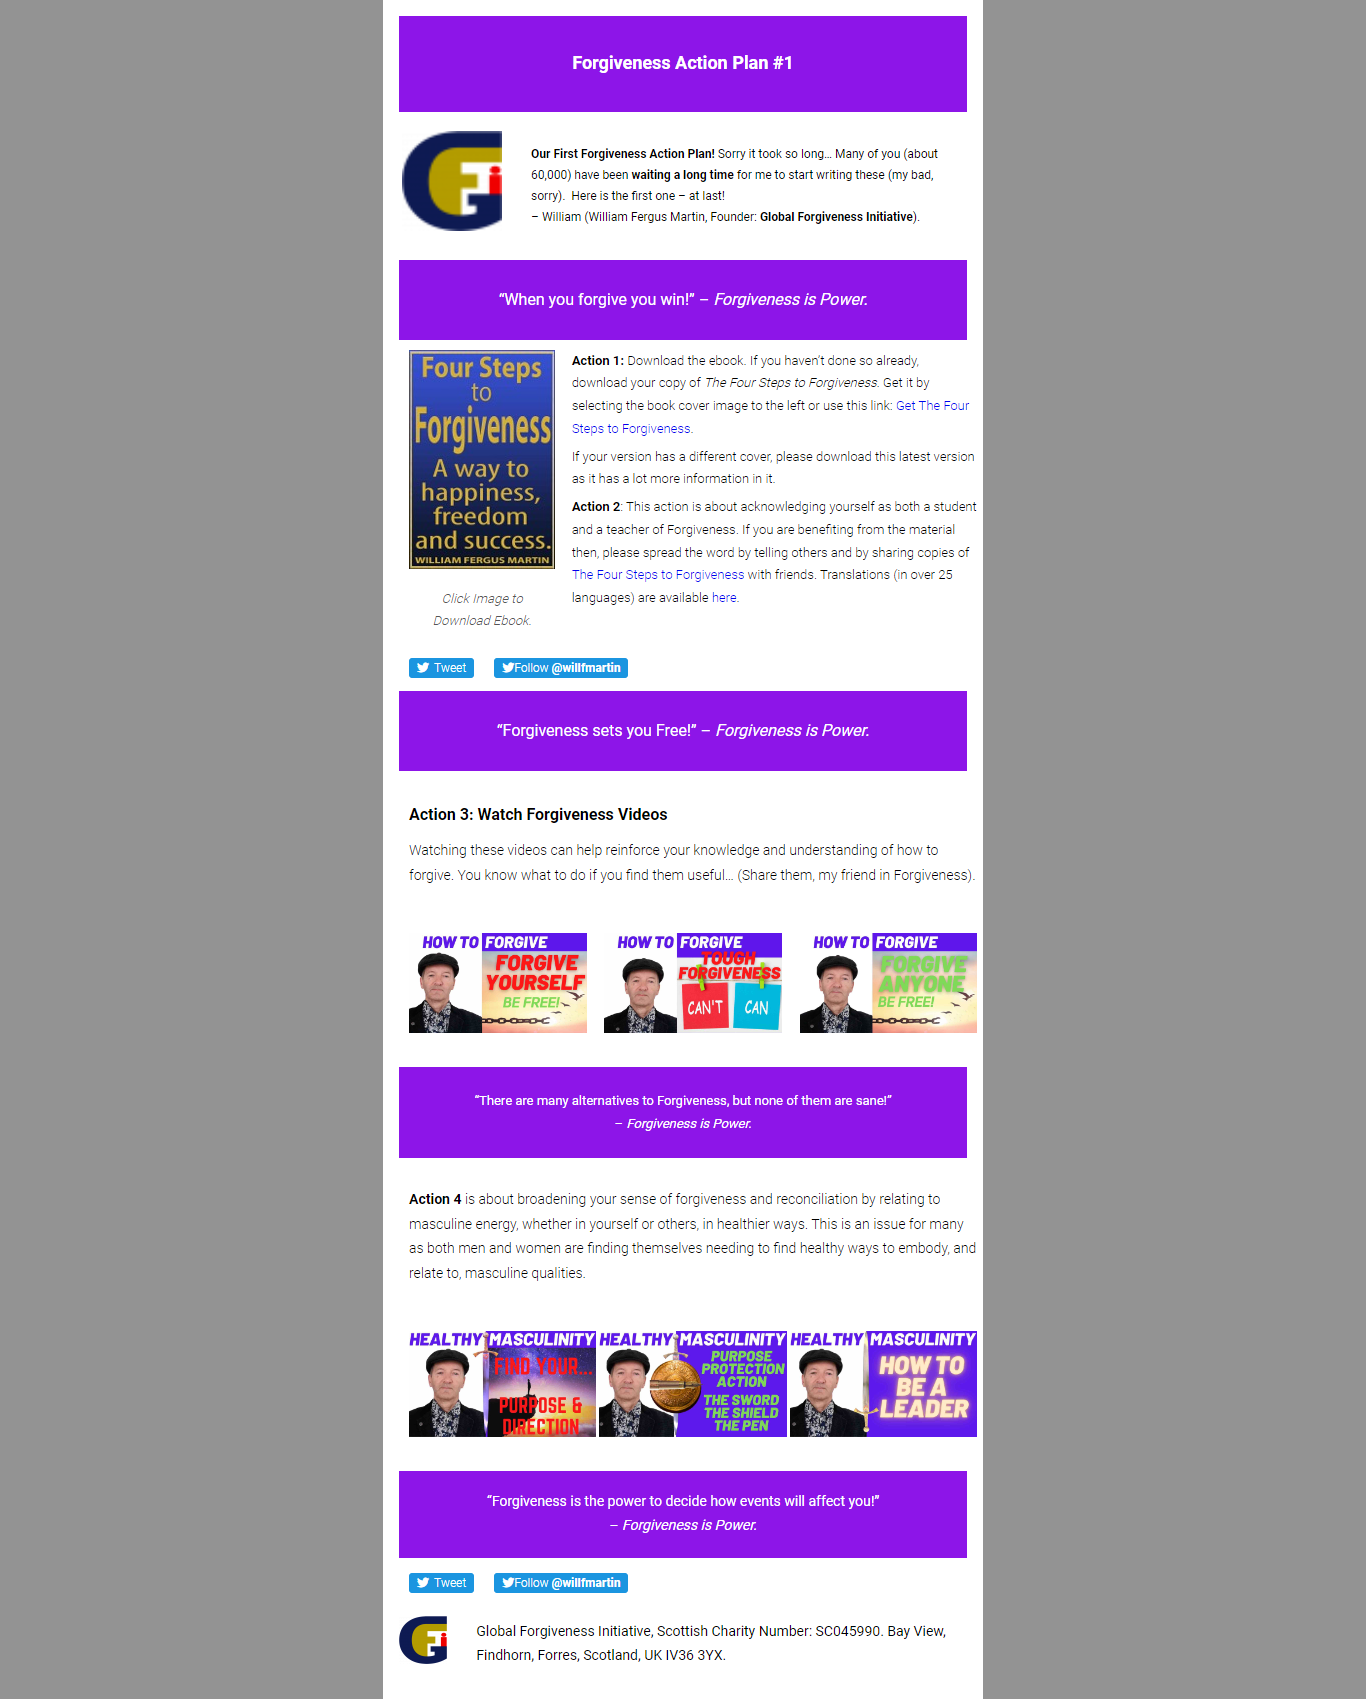 Forgiveness Action Plan #1
GFi
Our First Forgiveness Action Plan! Sorry it took so long... Many of you (about
60,000) have been waiting a long time for me to start writing these (my bad,
sorry).  Here is the first one – at last!
– William (William Fergus Martin, Founder: Global Forgiveness Initiative).
“When you forgive you win!” – Forgiveness is Power.
Four Steps
to
Forgiveness
A way to
happiness,
freedom
and success.
WILLIAM FERGUS MARTIN
Click Image to
Download Ebook.
Action 1: Download the ebook. If you haven’t done so already,
download your copy of The Four Steps to Forgiveness. Get it by
selecting the book cover image to the left or use this link: Get The Four
Steps to Forgiveness.
If your version has a different cover, please download this latest version
as it has a lot more information in it.
Action 2: This action is about acknowledging yourself as both a student
and a teacher of Forgiveness. If you are benefiting from the material
then, please spread the word by telling others and by sharing copies of
The Four Steps to Forgiveness with friends. Translations (in over 25
languages) are available here.
Tweet
Follow @willfmartin
“Forgiveness sets you Free!” – Forgiveness is Power.
Action 3: Watch Forgiveness Videos
Watching these videos can help reinforce your knowledge and understanding of how to
forgive. You know what to do if you find them useful... (Share them, my friend in Forgiveness).
HOW TO FORGIVE
FORGIVE
YOURSELF
BE FREE!
HOW TO FORGIVE
TOUGH
FORGIVENESS
CAN'T CAN
HOW TO FORGIVE
FORGIVE
ANYONE
BE FREE!
“There are many alternatives to Forgiveness, but none of them are sane!”
– Forgiveness is Power.
Action 4 is about broadening your sense of forgiveness and reconciliation by relating to
masculine energy, whether in yourself or others, in healthier ways. This is an issue for many
as both men and women are finding themselves needing to find healthy ways to embody, and
relate to, masculine qualities.
HEALTHY MASCULINITY
FIND YOUR...
PURPOSE &
DIRECTION
HEALTHY MASCULINITY
PURPOSE
PROTECTION
ACTION
THE SWORD
THE SHIELD
THE PEN
HEALTHY MASCULINITY
HOW TO
BE A
LEADER
“Forgiveness is the power to decide how events will affect you!”
– Forgiveness is Power.
Tweet
Follow @willfmartin
GFi
Global Forgiveness Initiative, Scottish Charity Number: SC045990. Bay View,
Findhorn, Forres, Scotland, UK IV36 3YX.